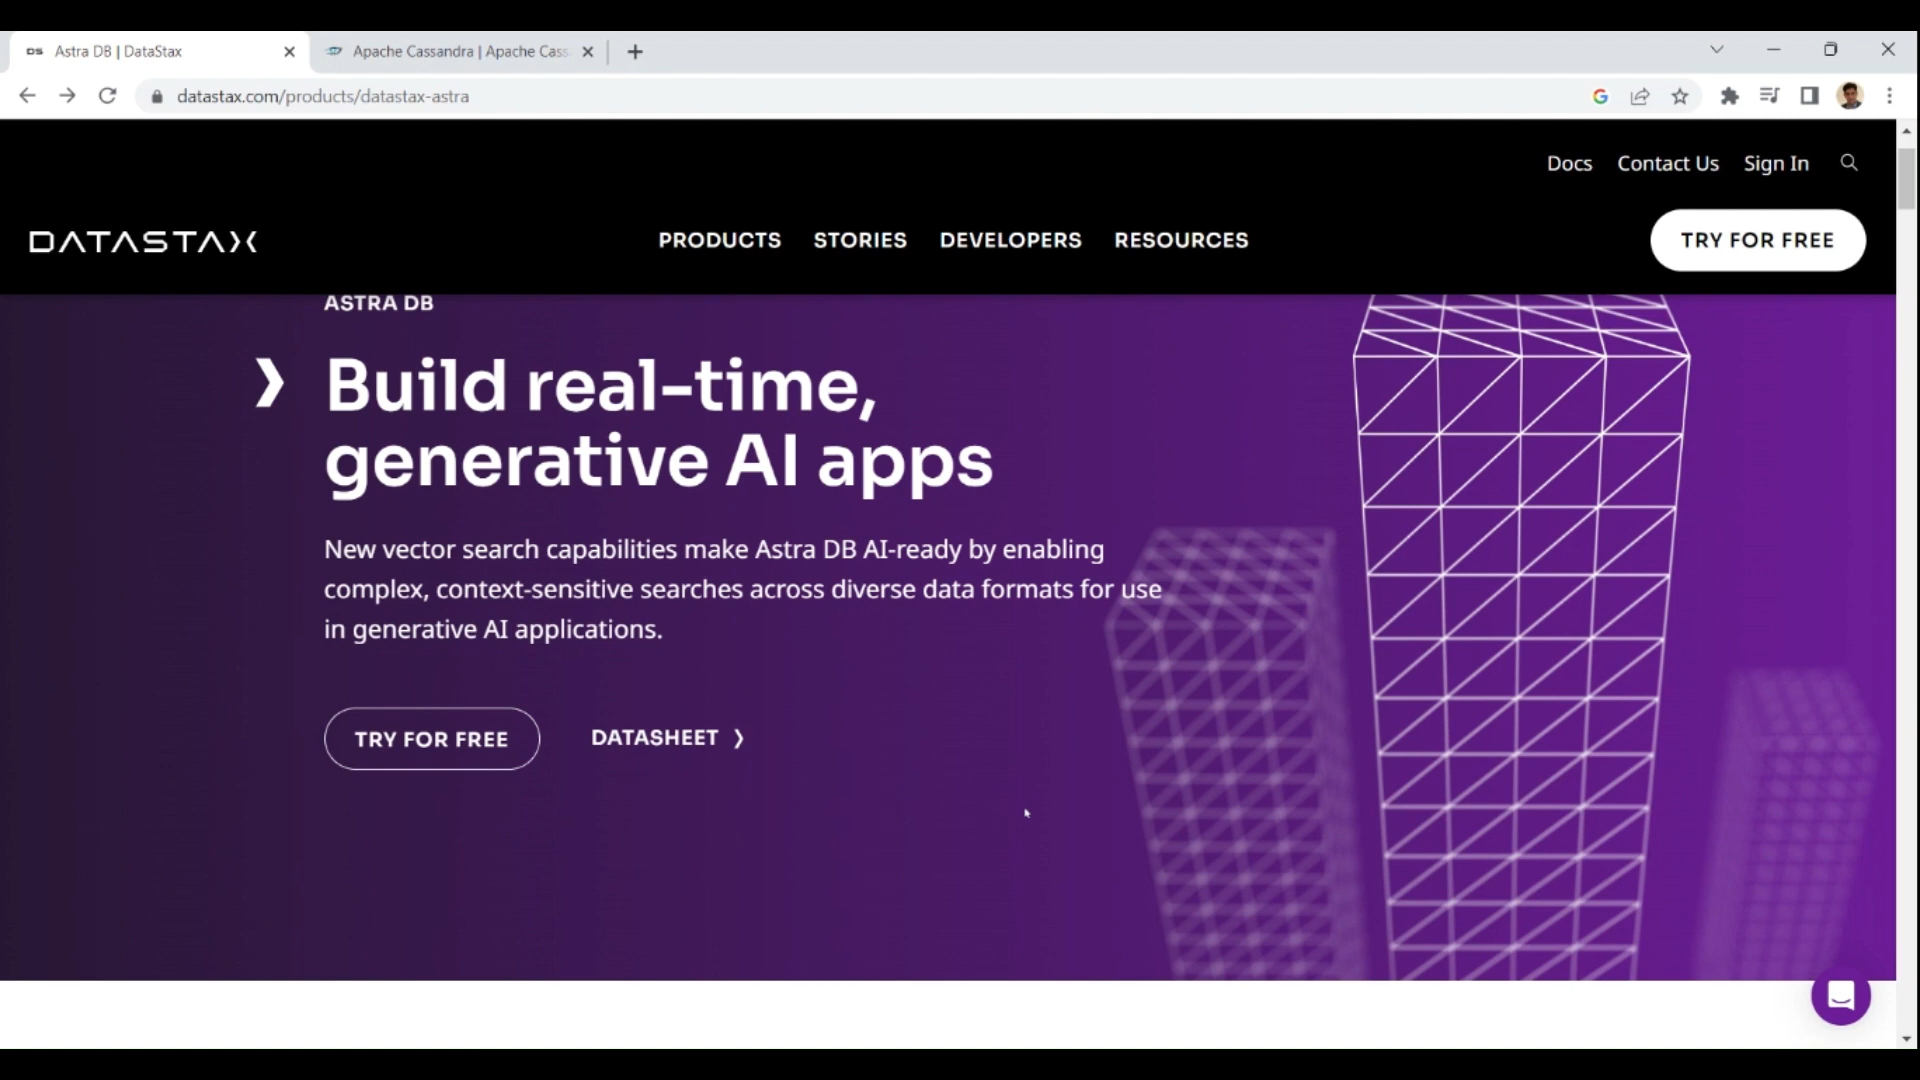 DS Astra DB | DataStax
Apache Cassandra | Apache Cass
datastax.com/products/datastax-astra
Docs Contact Us Sign In
DATASTAX
PRODUCTS STORIES DEVELOPERS RESOURCES
TRY FOR FREE
ASTRA DB
Build real-time,
generative AI apps
New vector search capabilities make Astra DB AI-ready by enabling
complex, context-sensitive searches across diverse data formats for use
in generative AI applications.
TRY FOR FREE DATASHEET